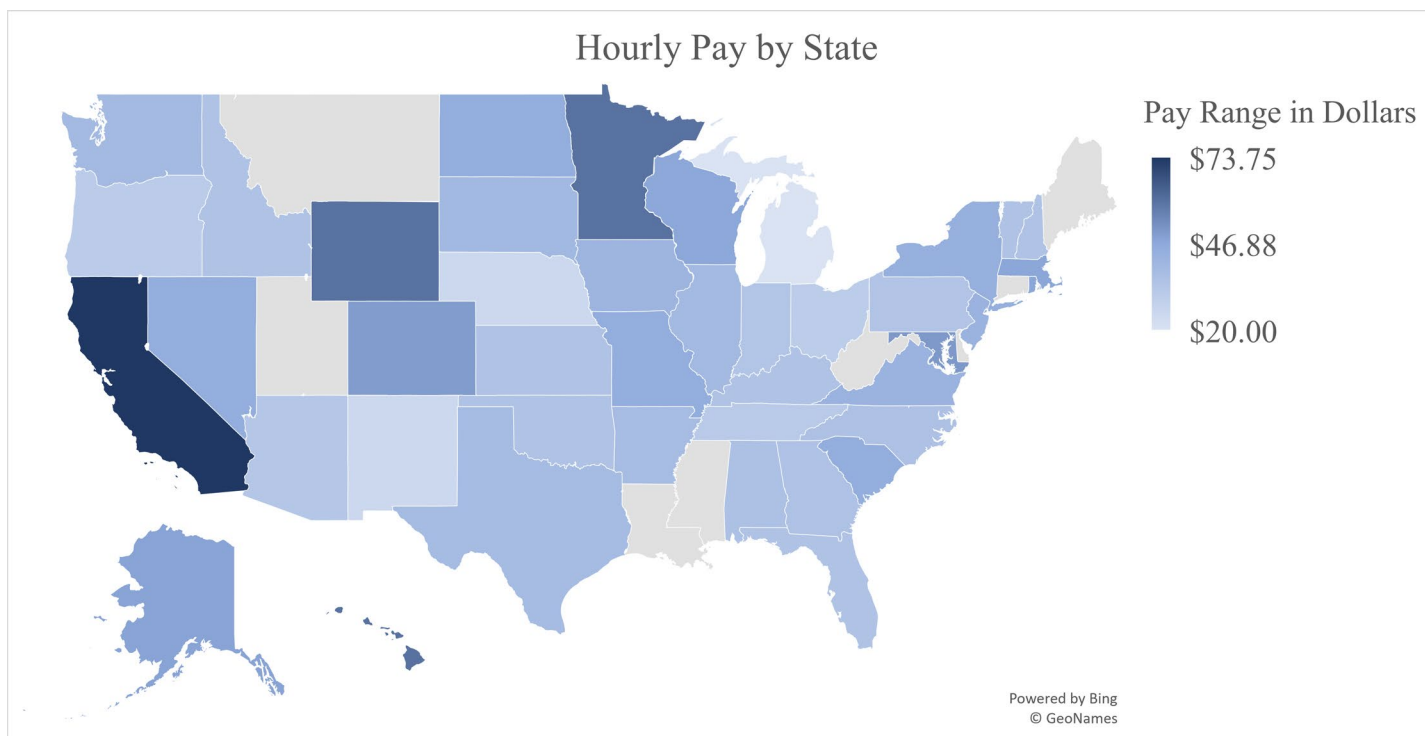 Hourly Pay by State
Pay Range in Dollars
$73.75
$46.88
$20.00
Powered by Bing
© GeoNames